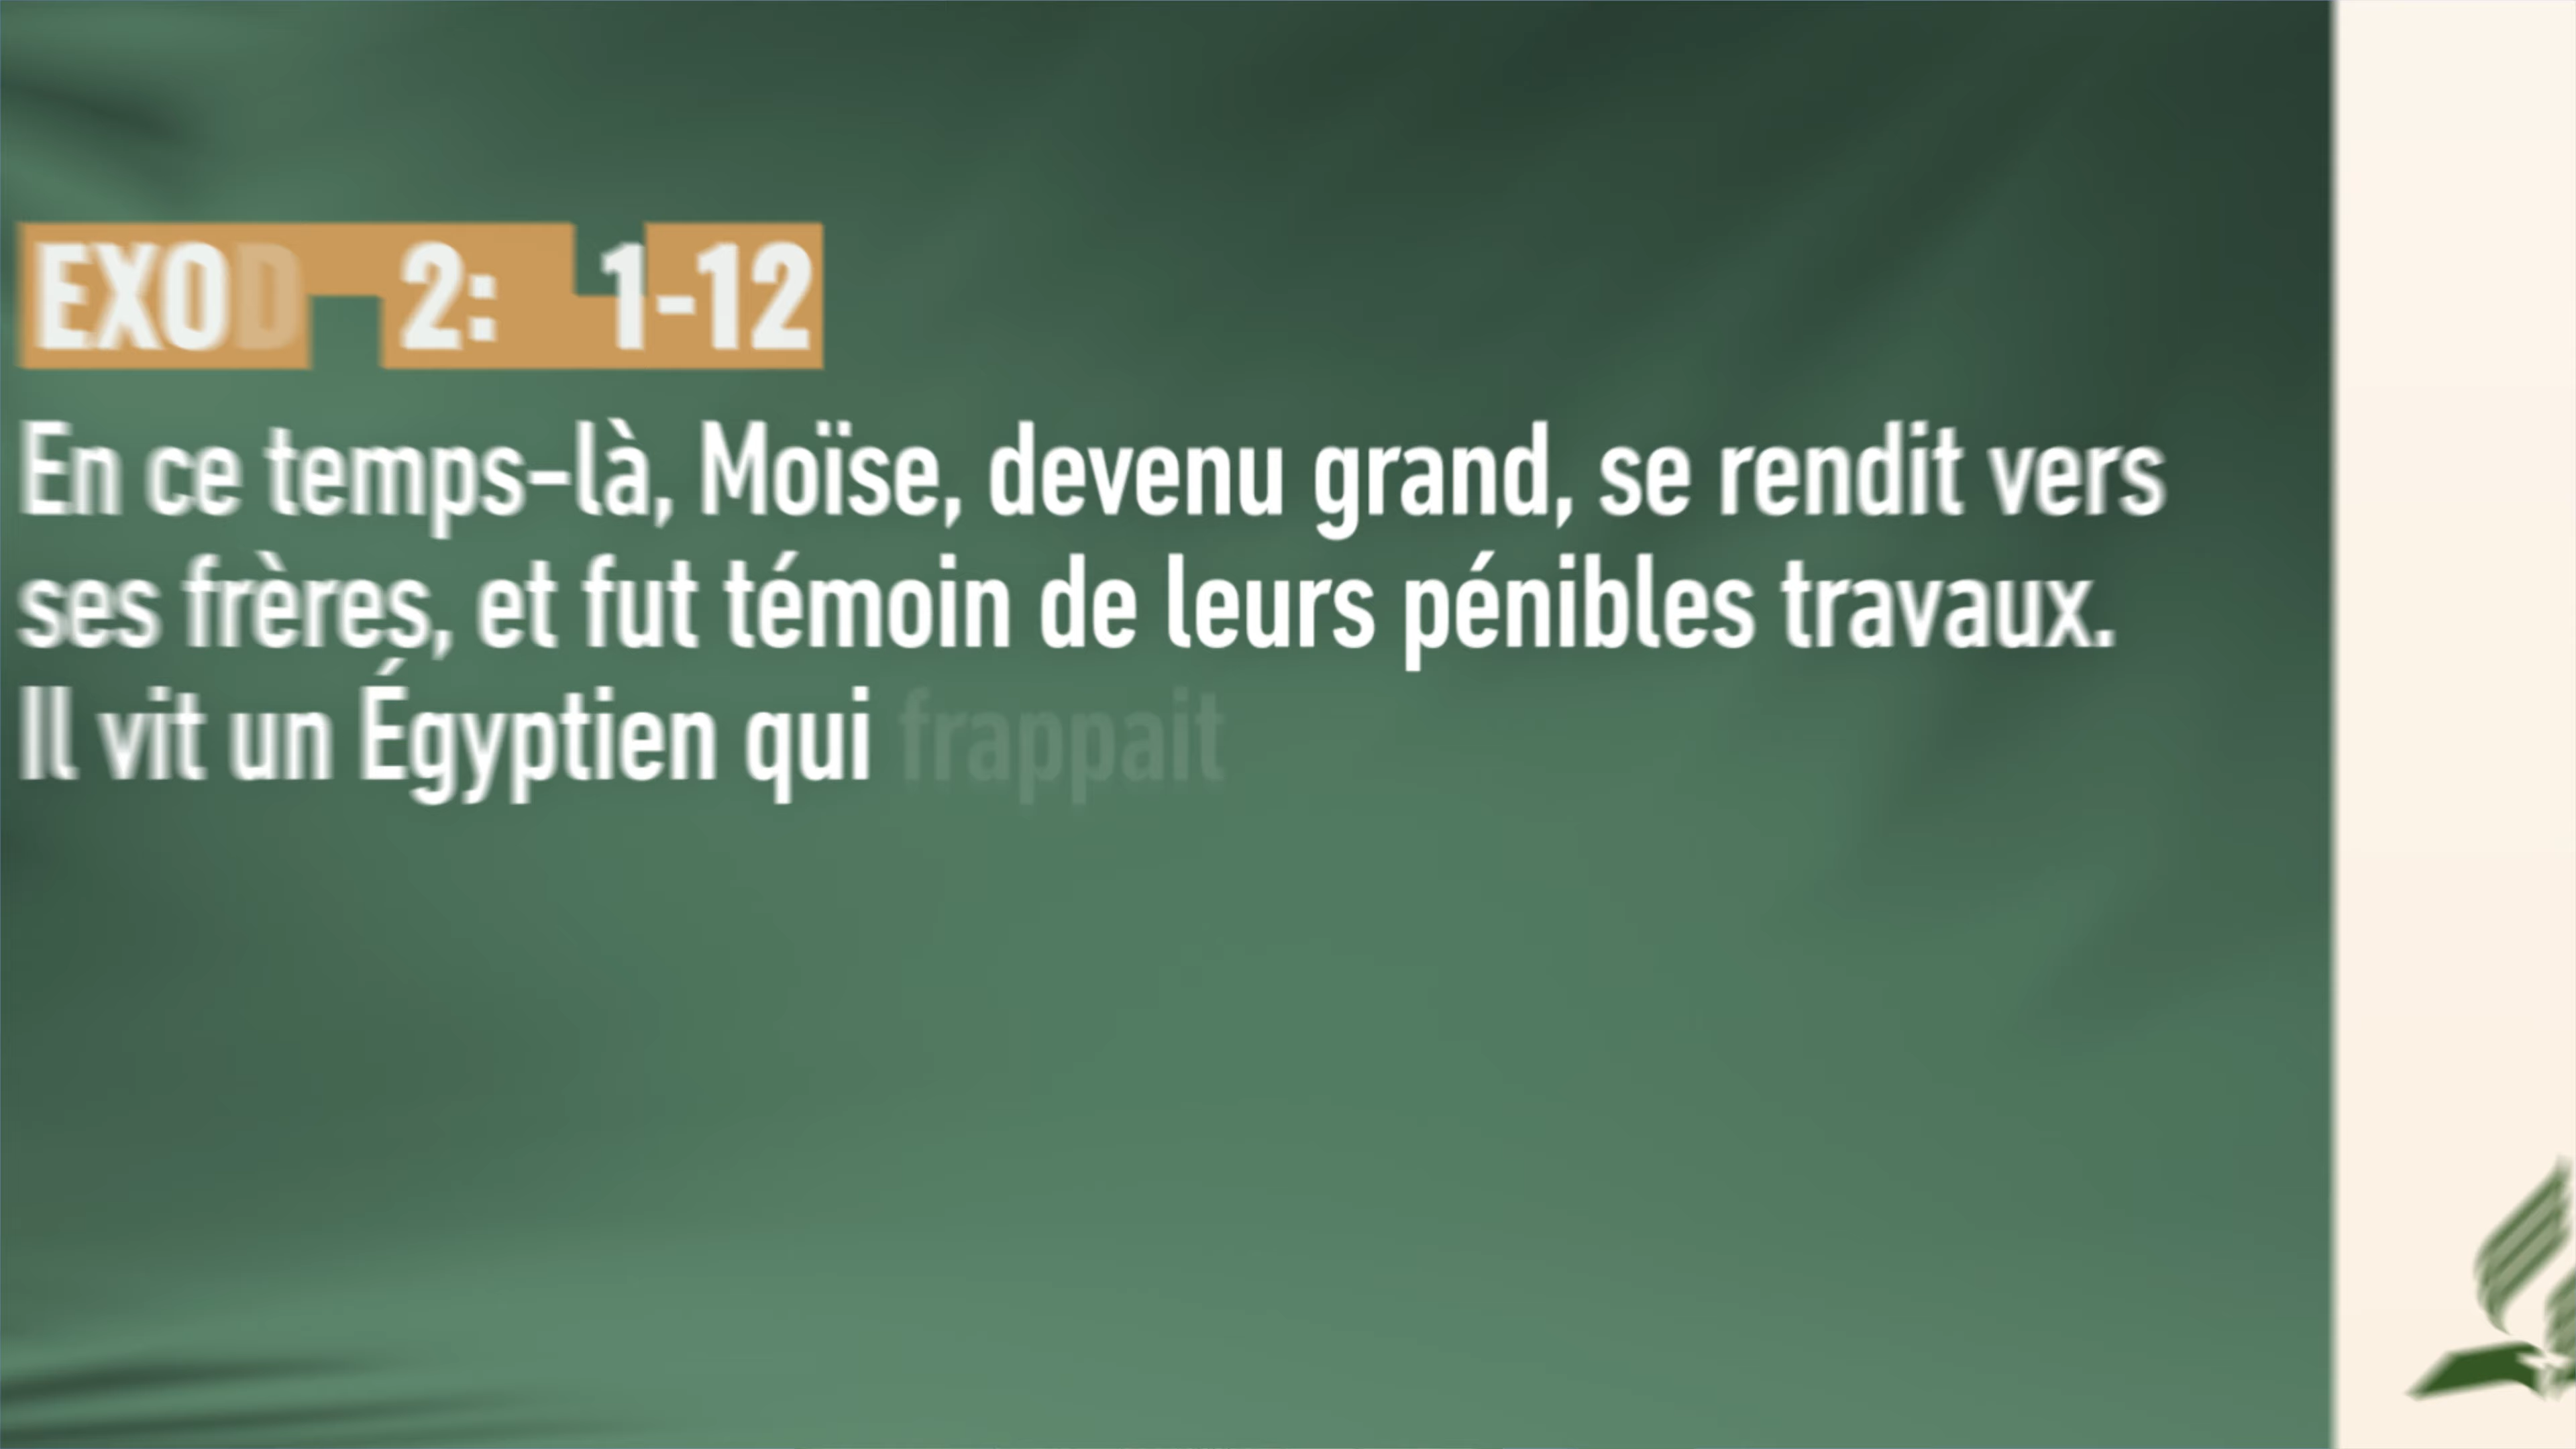 EXOD 2: 1-12
En ce temps-là, Moïse, devenu grand, se rendit vers
ses frères, et fut témoin de leurs pénibles travaux.
Il vit un Égyptien qui frappait